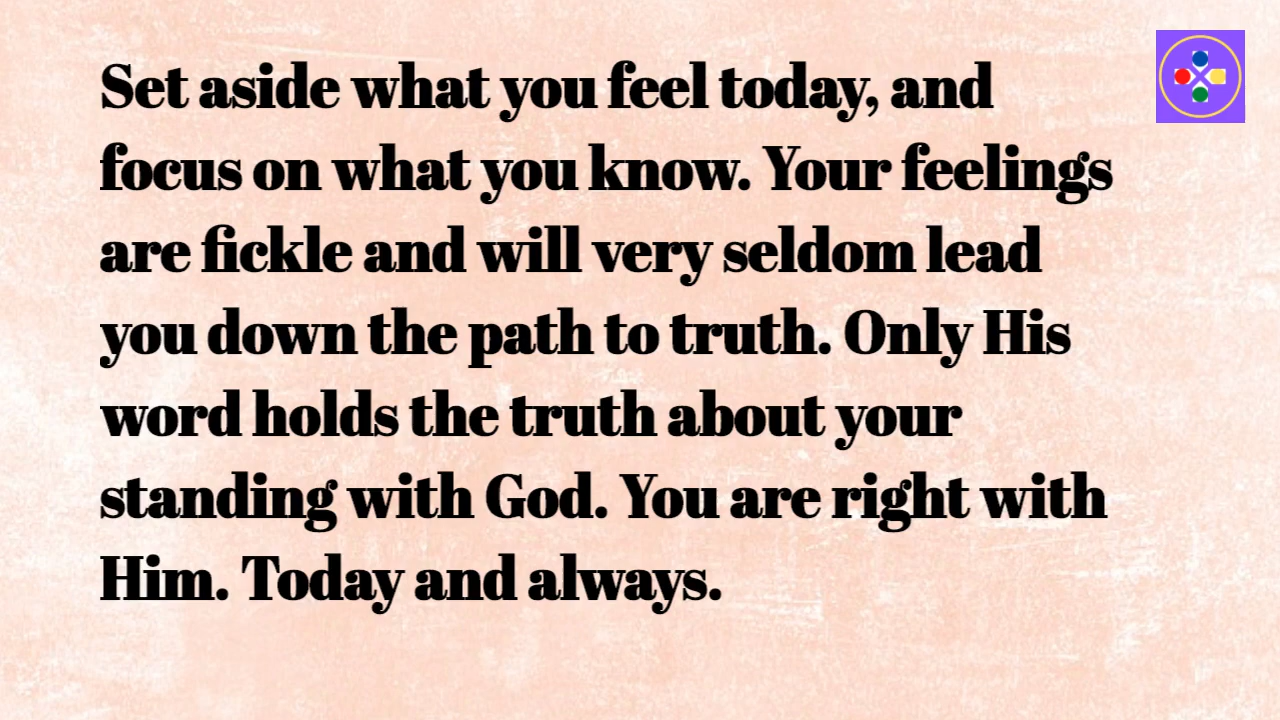 Set aside what you feel today, and
focus on what you know. Your feelings
are fickle and will very seldom lead
you down the path to truth. Only His
word holds the truth about your
standing with God. You are right with
Him. Today and always.